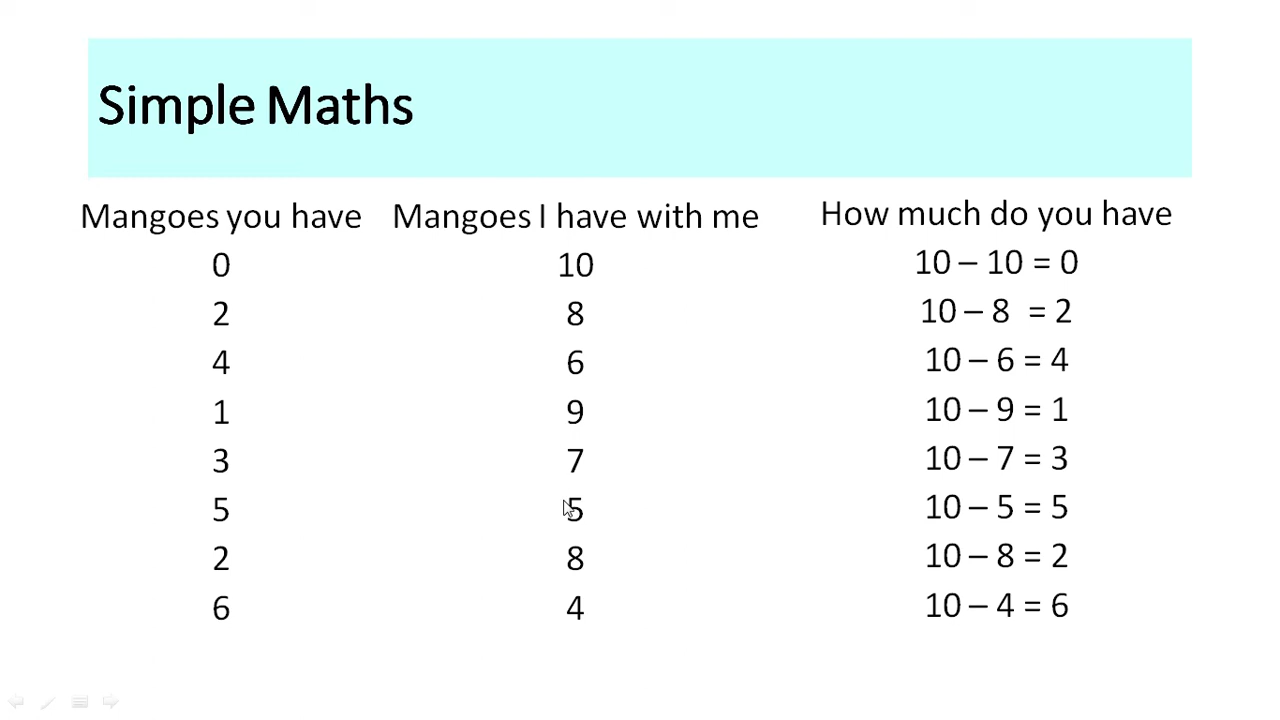 Simple Maths
Mangoes you have Mangoes I have with me How much do you have
0 10 10 – 10 = 0
2 8 10 – 8 = 2
4 6 10 – 6 = 4
1 9 10 – 9 = 1
3 7 10 – 7 = 3
5 5 10 – 5 = 5
2 8 10 – 8 = 2
6 4 10 – 4 = 6